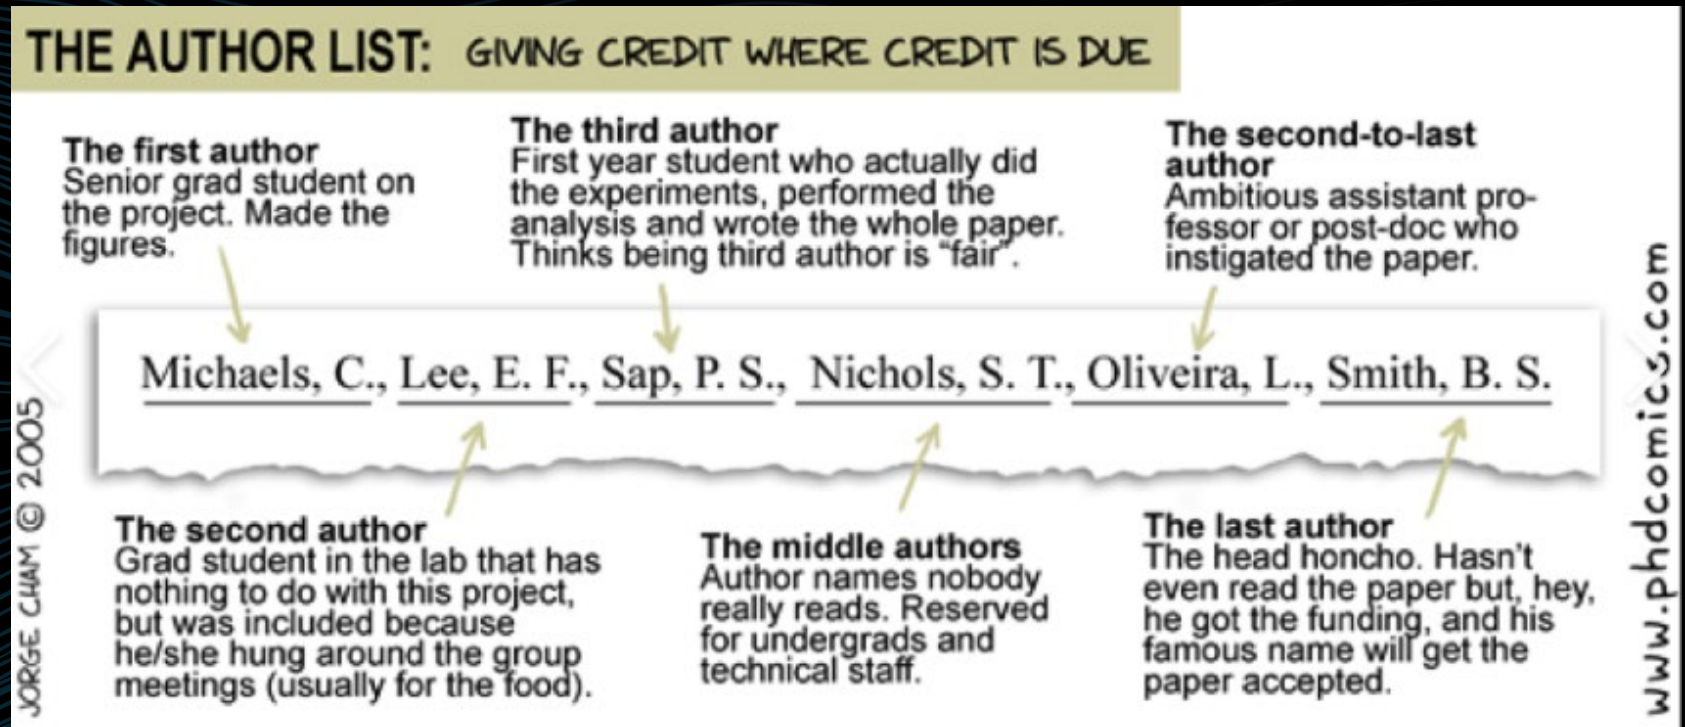 THE AUTHOR LIST: GIVING CREDIT WHERE CREDIT IS DUE
The first author
Senior grad student on
the project. Made the
figures.
The third author
First year student who actually did
the experiments, performed the
analysis and wrote the whole paper.
Thinks being third author is “fair”.
The second-to-last
author
Ambitious assistant pro-
fessor or post-doc who
instigated the paper.
Michaels, C., Lee, E. F., Sap, P. S., Nichols, S. T., Oliveira, L., Smith, B. S.
The second author
Grad student in the lab that has
nothing to do with this project,
but was included because
he/she hung around the group
meetings (usually for the food).
The middle authors
Author names nobody
really reads. Reserved
for undergrads and
technical staff.
The last author
The head honcho. Hasn’t
even read the paper but, hey,
he got the funding, and his
famous name will get the
paper accepted.
JORGE CHAM © 2005
www.phdcomics.com